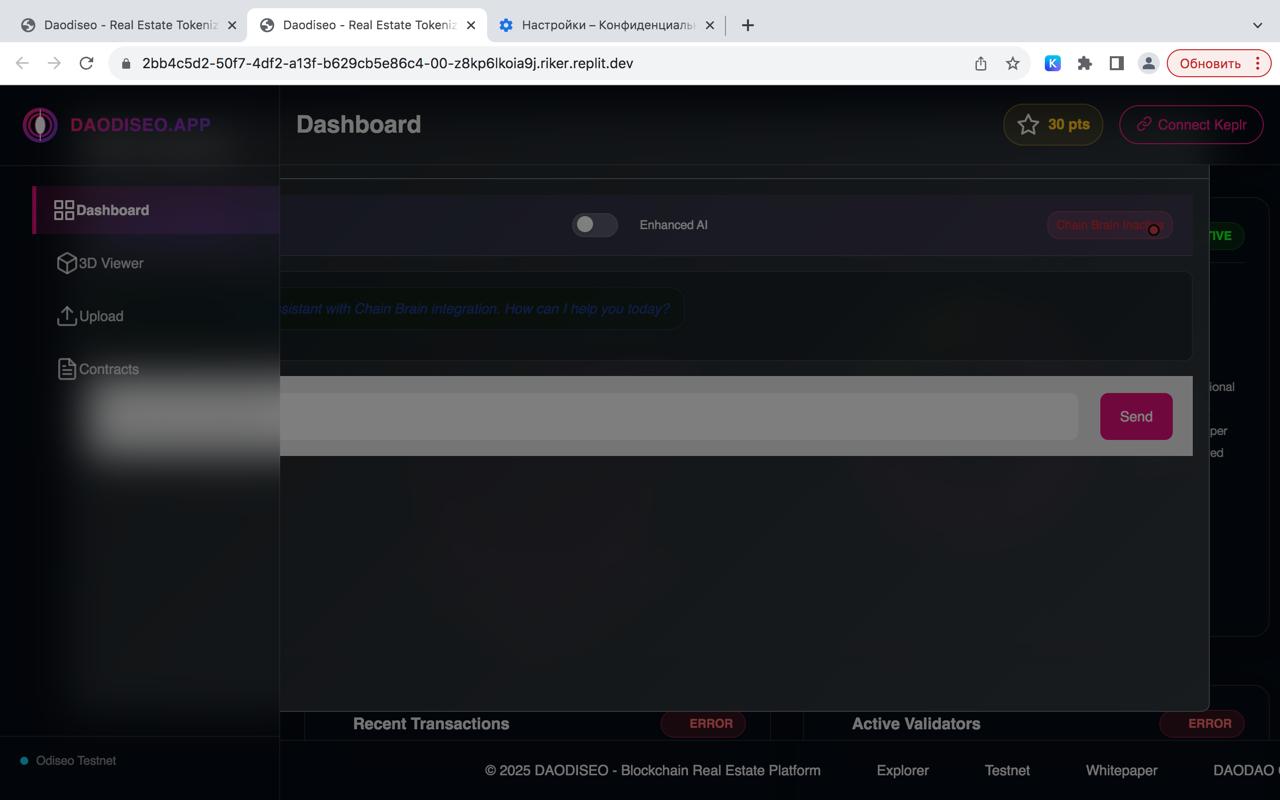 Daodiseo - Real Estate Tokeniz
Daodiseo - Real Estate Tokeniz
Настройки – Конфиденциаль
2bb4c5d2-50f7-4df2-a13f-b629cb5e86c4-00-z8kp6lkoia9j.riker.replit.dev
K
Обновить
DAODISEO.APP
Dashboard
30 pts
Connect Keplr
Dashboard
3D Viewer
Upload
Contracts
Enhanced AI
Chain Brain Inactive
TIVE
sistant with Chain Brain integration. How can I help you today?
ional
Send
per
ed
Recent Transactions
ERROR
Active Validators
ERROR
Odiseo Testnet
© 2025 DAODISEO - Blockchain Real Estate Platform
Explorer
Testnet
Whitepaper
DAODAO